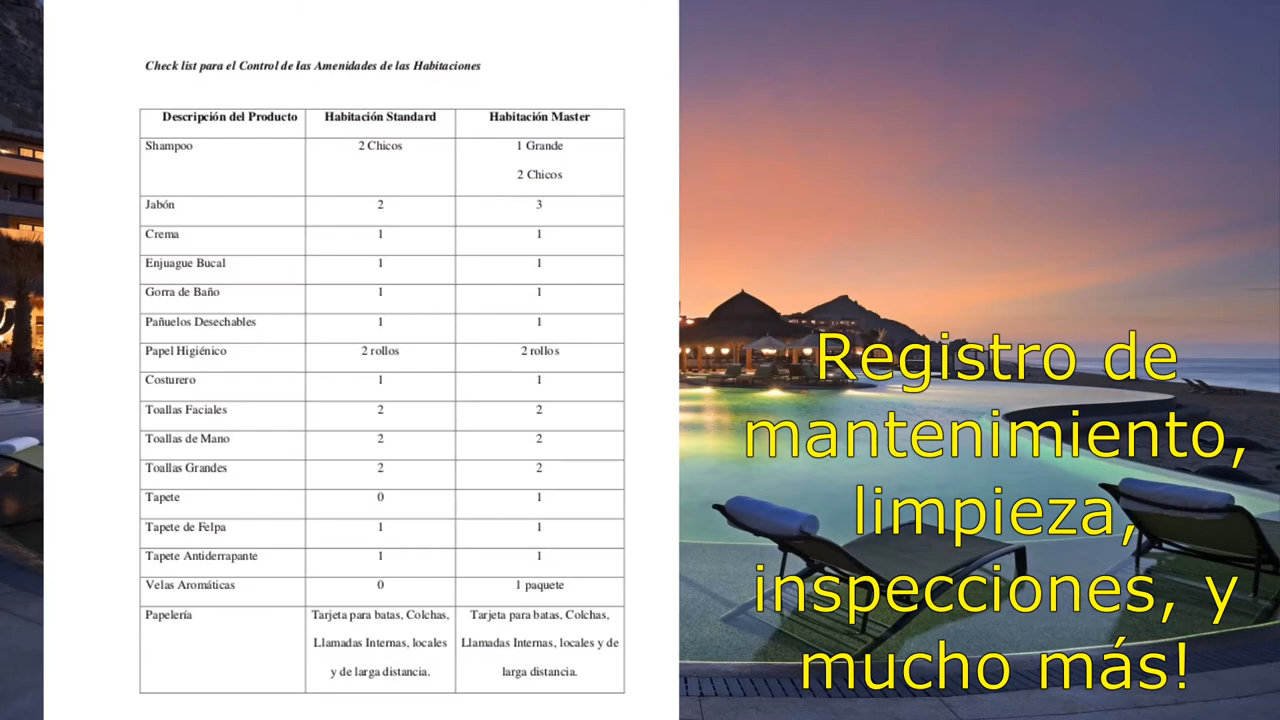 Check list para el Control de las Amenidades de las Habitaciones
Descripción del Producto Habitación Standard Habitación Master
Shampoo 2 Chicos 1 Grande
2 Chicos
Jabón 2 3
Crema 1 1
Enjuague Bucal 1 1
Gorra de Baño 1 1
Pañuelos Desechables 1 1
Papel Higiénico 2 rollos 2 rollos
Costurero 1 1
Toallas Faciales 2 2
Toallas de Mano 2 2
Toallas Grandes 2 2
Tapete 0 1
Tapete de Felpa 1 1
Tapete Antiderrapante 1 1
Velas Aromáticas 0 1 paquete
Papelería Tarjeta para batas, Colchas, Tarjeta para batas, Colchas,
Llamadas Internas, locales Llamadas Internas, locales y de
y de larga distancia. larga distancia.
Registro de
mantenimiento,
limpieza,
inspecciones, y
mucho más!